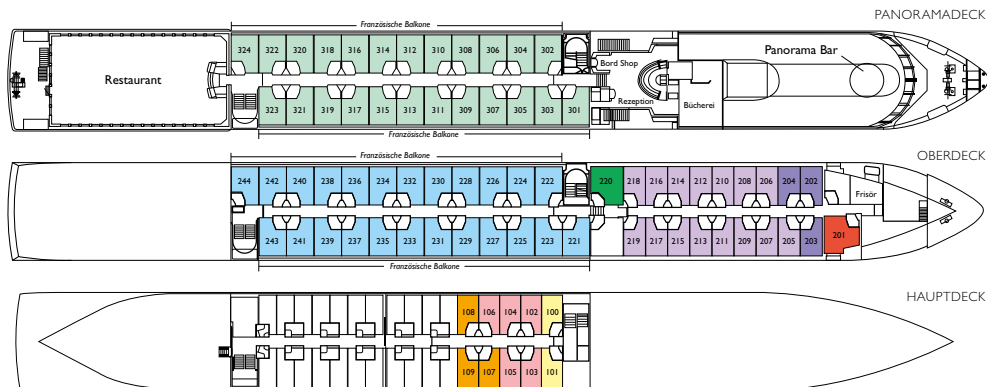 PANORAMADECK
Französische Balkone
324 322 320 318 316 314 312 310 308 306 304 302
Restaurant
Bord Shop
Panorama Bar
Rezeption
Bücherei
323 321 319 317 315 313 311 309 307 305 303 301
Französische Balkone
OBERDECK
Französische Balkone
244 242 240 238 236 234 232 230 228 226 224 222 220 218 216 214 212 210 208 206 204 202
Frisör
243 241 239 237 235 233 231 229 227 225 223 221 219 217 215 213 211 209 207 205 203 201
Französische Balkone
HAUPTDECK
108 106 104 102 100
109 107 105 103 101